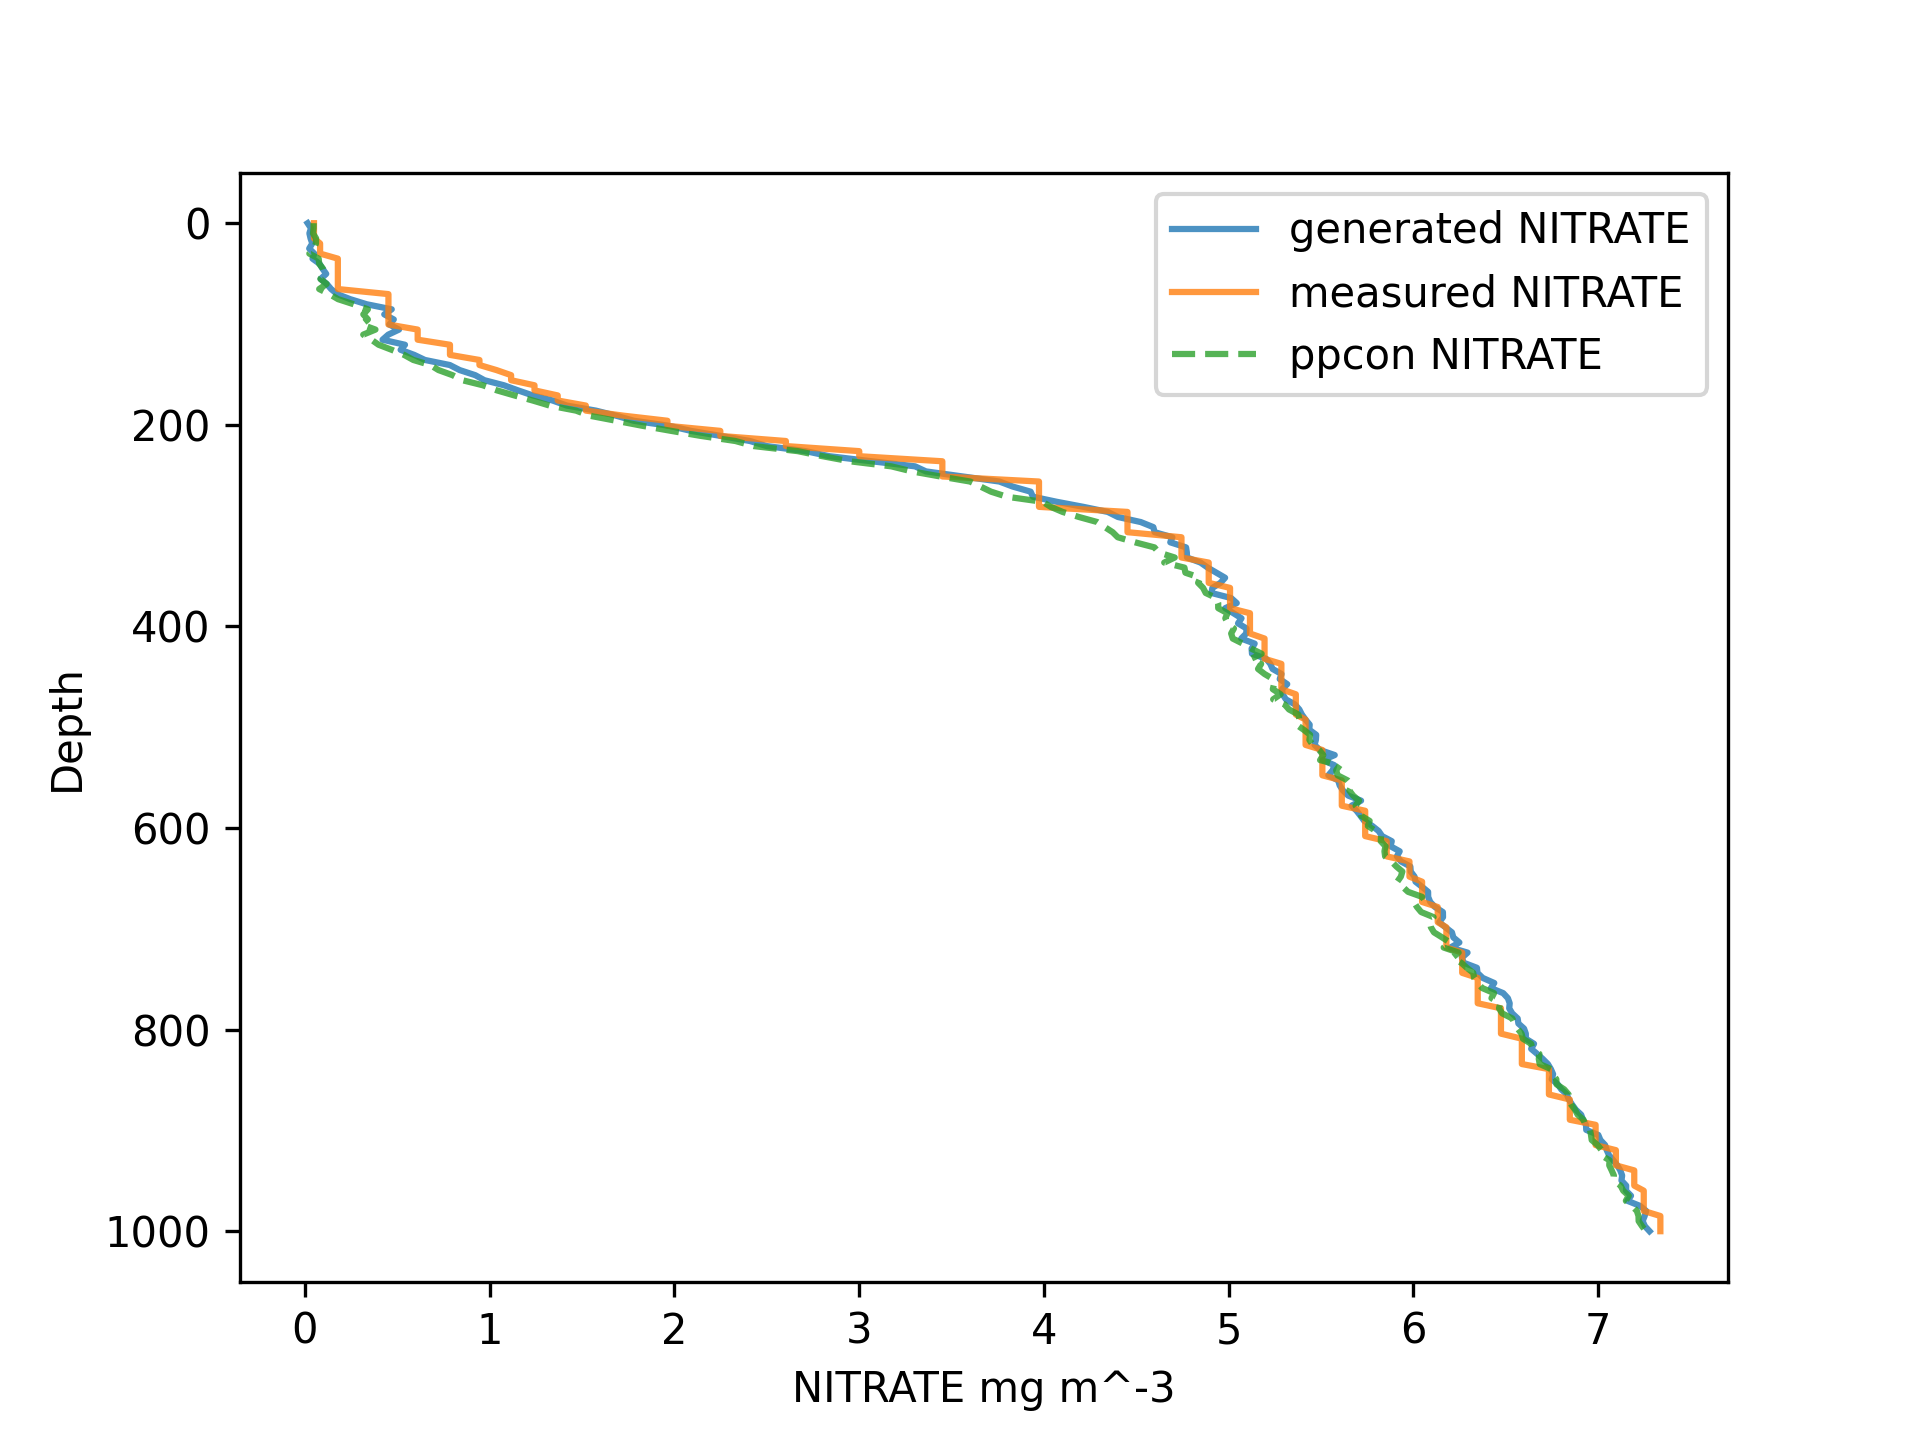 generated NITRATE
measured NITRATE
ppcon NITRATE
0
200
400
600
800
1000
Depth
0 1 2 3 4 5 6 7
NITRATE mg m^-3